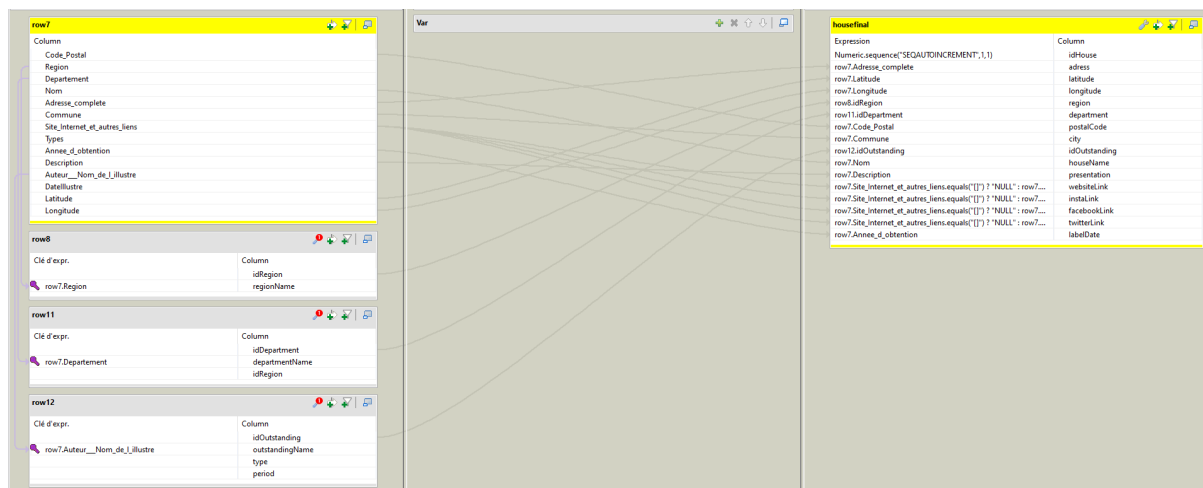 row7
Column
Code_Postal
Region
Departement
Nom
Adresse_complete
Commune
Site_Internet_et_autres_liens
Types
Annee_d_obtention
Description
Auteur__Nom_de_l_illustre
DateIllustre
Latitude
Longitude
row8
Clé d'expr. Column
idRegion
row7.Region regionName
row11
Clé d'expr. Column
idDepartment
row7.Departement departmentName
idRegion
row12
Clé d'expr. Column
idOutstanding
row7.Auteur__Nom_de_l_illustre outstandingName
type
period
Var
housefinal
Expression Column
Numeric.sequence("SEQAUTOINCREMENT",1,1) idHouse
row7.Adresse_complete adress
row7.Latitude latitude
row7.Longitude longitude
row8.idRegion region
row11.idDepartment department
row7.Code_Postal postalCode
row7.Commune city
row12.idOutstanding idOutstanding
row7.Nom houseName
row7.Description presentation
row7.Site_Internet_et_autres_liens.equals("[]") ? "NULL" : row7.... websiteLink
row7.Site_Internet_et_autres_liens.equals("[]") ? "NULL" : row7.... instaLink
row7.Site_Internet_et_autres_liens.equals("[]") ? "NULL" : row7.... facebookLink
row7.Site_Internet_et_autres_liens.equals("[]") ? "NULL" : row7.... twitterLink
row7.Annee_d_obtention labelDate